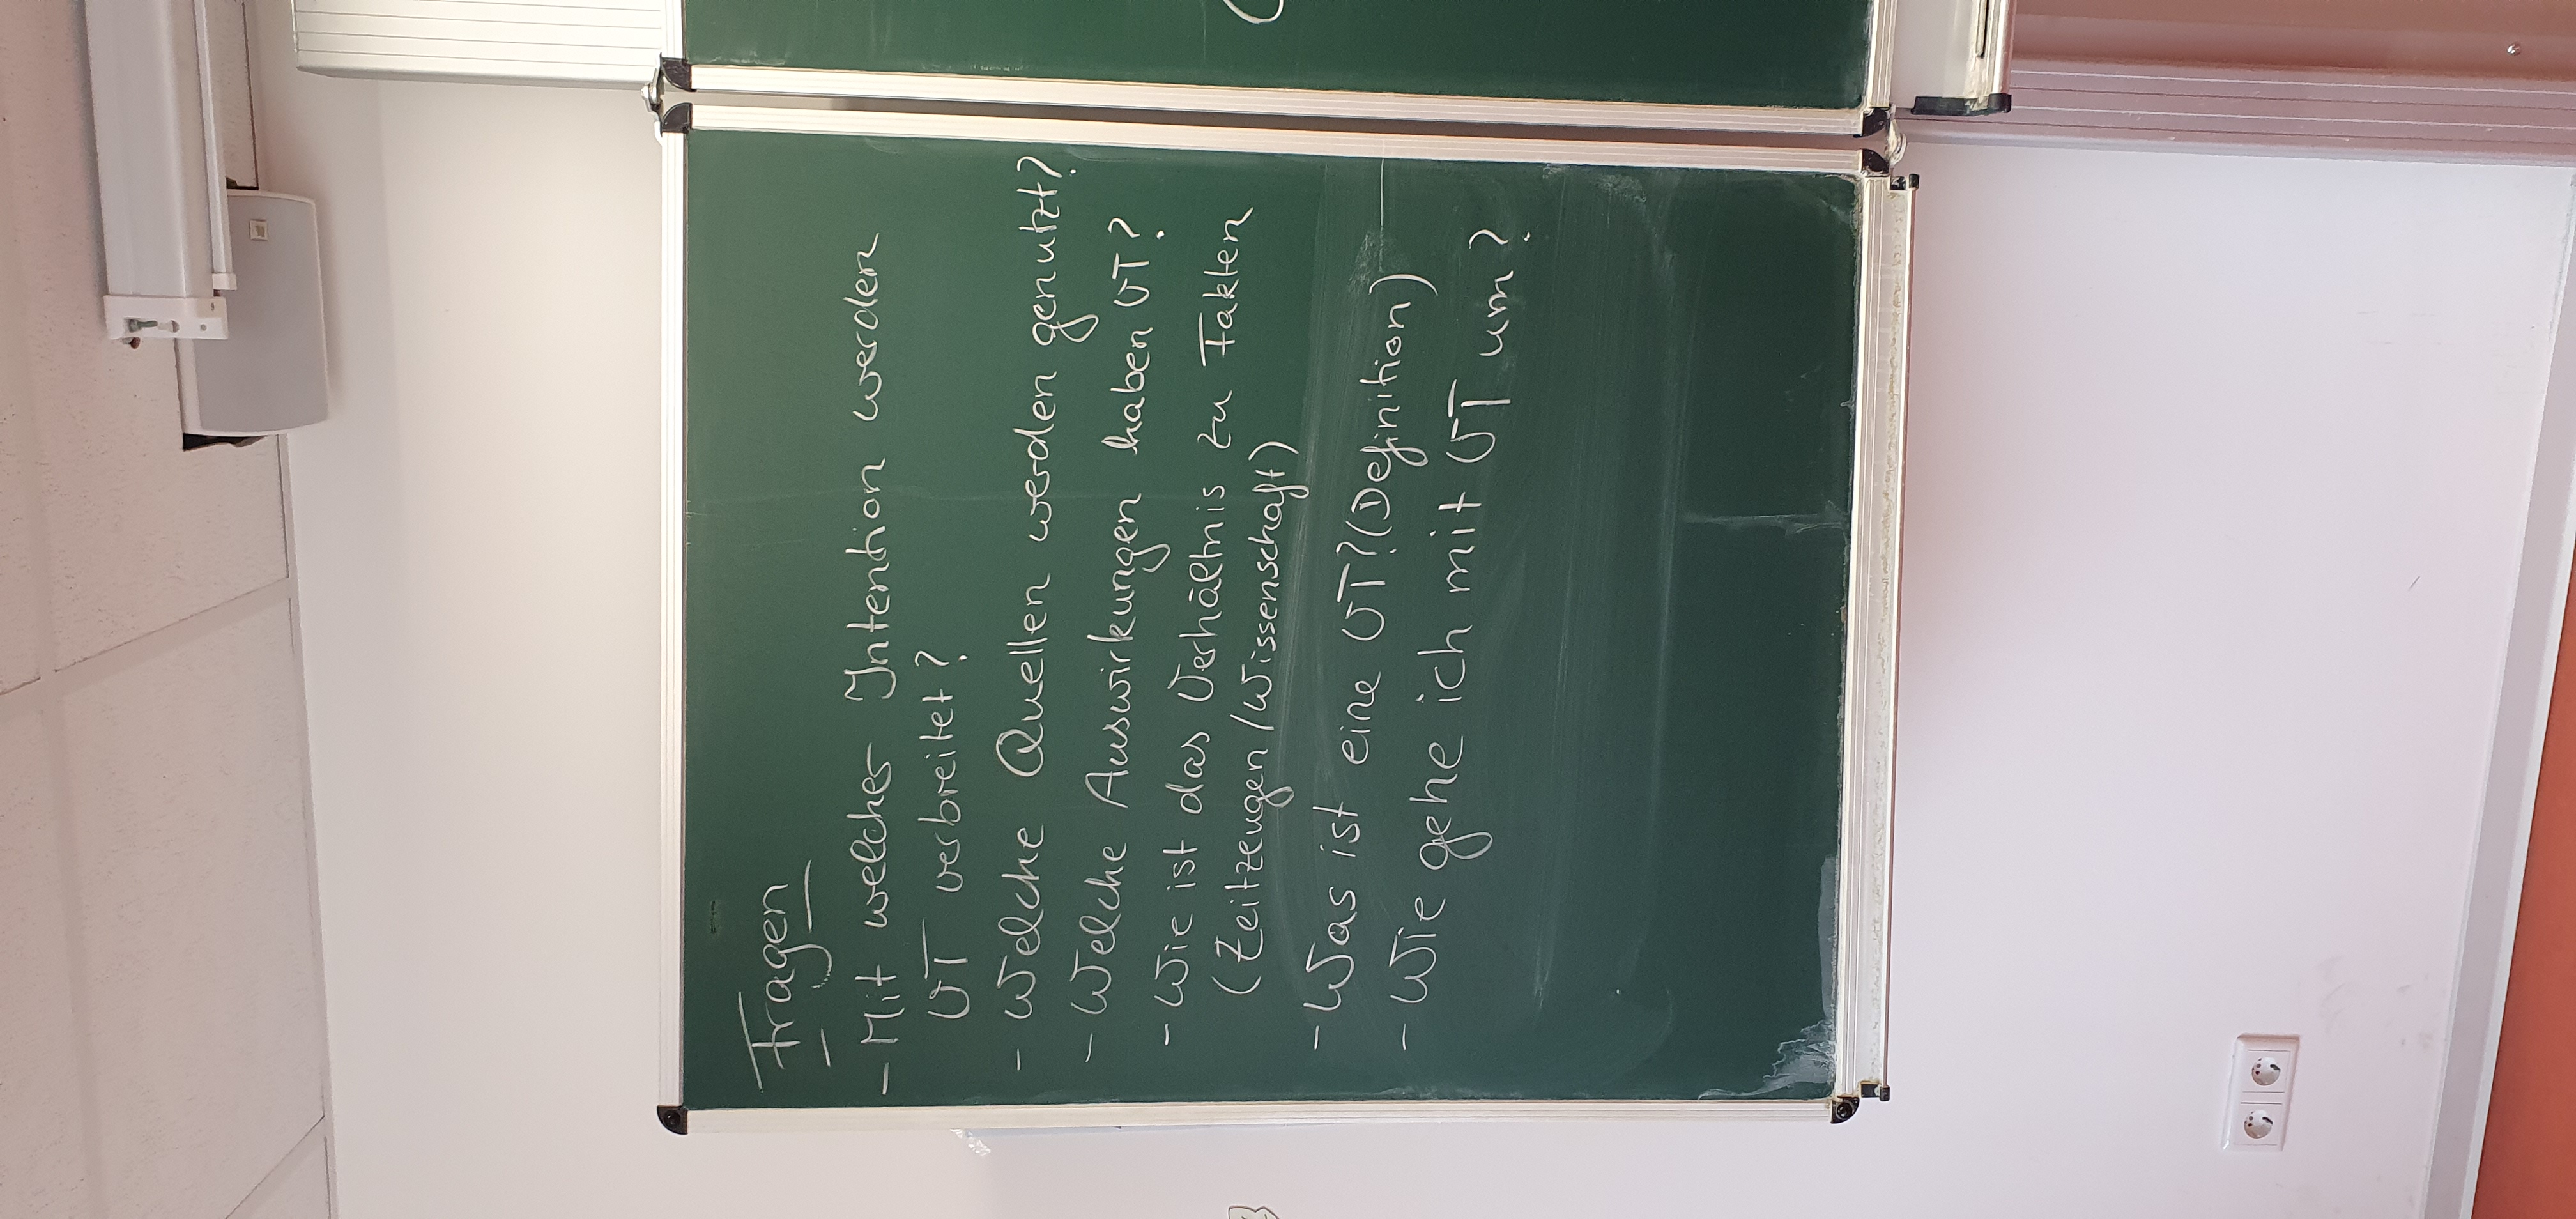 Fragen
- Mit welcher Intention werden
VT verbreitet?
- Welche Quellen werden genutzt?
- Welche Auswirkungen haben VT?
- Wie ist das Verhältnis zu Fakten
(Zeitzeugen/Wissenschaft)
- Was ist eine VT? (Definition)
- Wie gehe ich mit VT um?